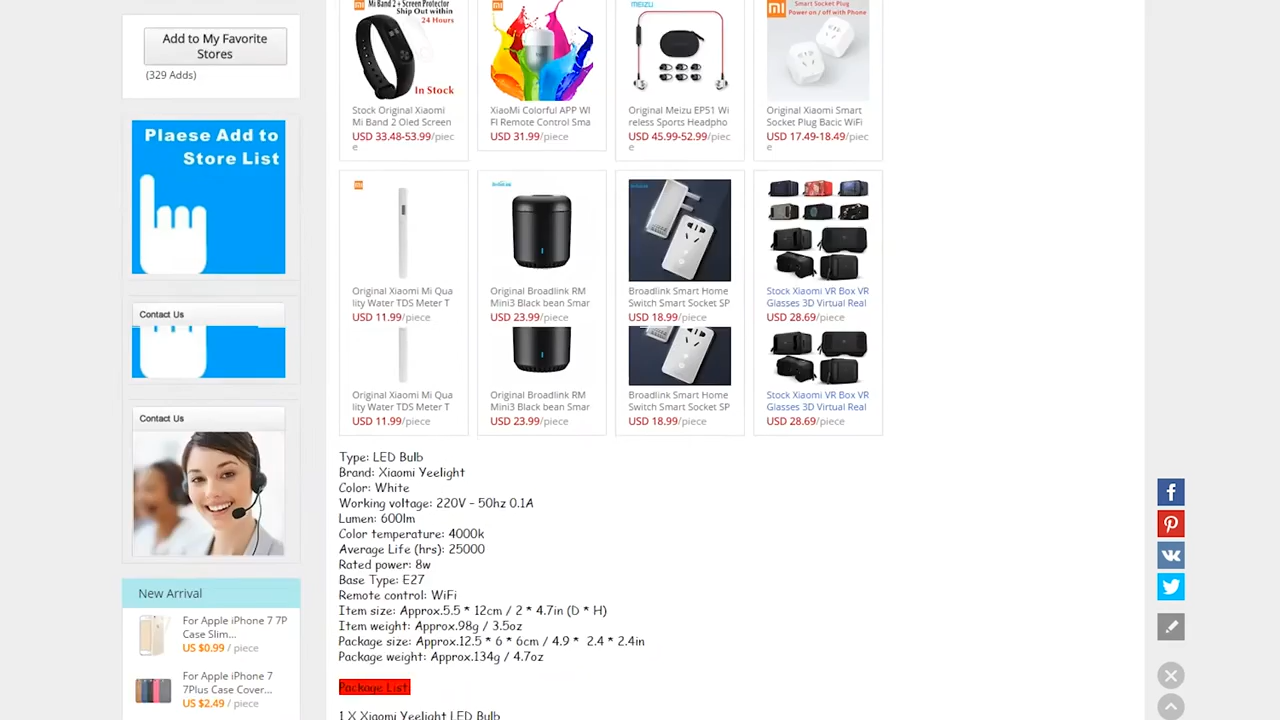 Add to My Favorite
Stores
(329 Adds)
Plaese Add to
Store List
Contact Us
Contact Us
New Arrival
For Apple iPhone 7 7P
Case Slim...
US $0.99 / piece
For Apple iPhone 7
7Plus Case Cover...
US $2.49 / piece
Mi Band 2 + Screen Protector
Ship Out within
24 Hours
In Stock
Stock Original Xiaomi
Mi Band 2 Oled Screen
USD 33.48-53.99/piec
e
XiaoMi Colorful APP WI
FI Remote Control Sma
USD 31.99/piece
MEIZU
Original Meizu EP51 Wi
reless Sports Headpho
USD 45.99-52.99/piec
e
Smart Socket Plug
Power on / off with Phone
Original Xiaomi Smart
Socket Plug Bacic WiFi
USD 17.49-18.49/piec
e
Original Xiaomi Mi Qua
lity Water TDS Meter T
USD 11.99/piece
Original Broadlink RM
Mini3 Black bean Smar
USD 23.99/piece
Broadlink Smart Home
Switch Smart Socket SP
USD 18.99/piece
Stock Xiaomi VR Box VR
Glasses 3D Virtual Real
USD 28.69/piece
Original Xiaomi Mi Qua
lity Water TDS Meter T
USD 11.99/piece
Original Broadlink RM
Mini3 Black bean Smar
USD 23.99/piece
Broadlink Smart Home
Switch Smart Socket SP
USD 18.99/piece
Stock Xiaomi VR Box VR
Glasses 3D Virtual Real
USD 28.69/piece
Type: LED Bulb
Brand: Xiaomi Yeelight
Color: White
Working voltage: 220V - 50hz 0.1A
Lumen: 600lm
Color temperature: 4000k
Average Life (hrs): 25000
Rated power: 8w
Base Type: E27
Remote control: WiFi
Item size: Approx.5.5 * 12cm / 2 * 4.7in (D * H)
Item weight: Approx.98g / 3.5oz
Package size: Approx.12.5 * 6 * 6cm / 4.9 * 2.4 * 2.4in
Package weight: Approx.134g / 4.7oz
Package List
1 X Xiaomi Yeelight LED Bulb